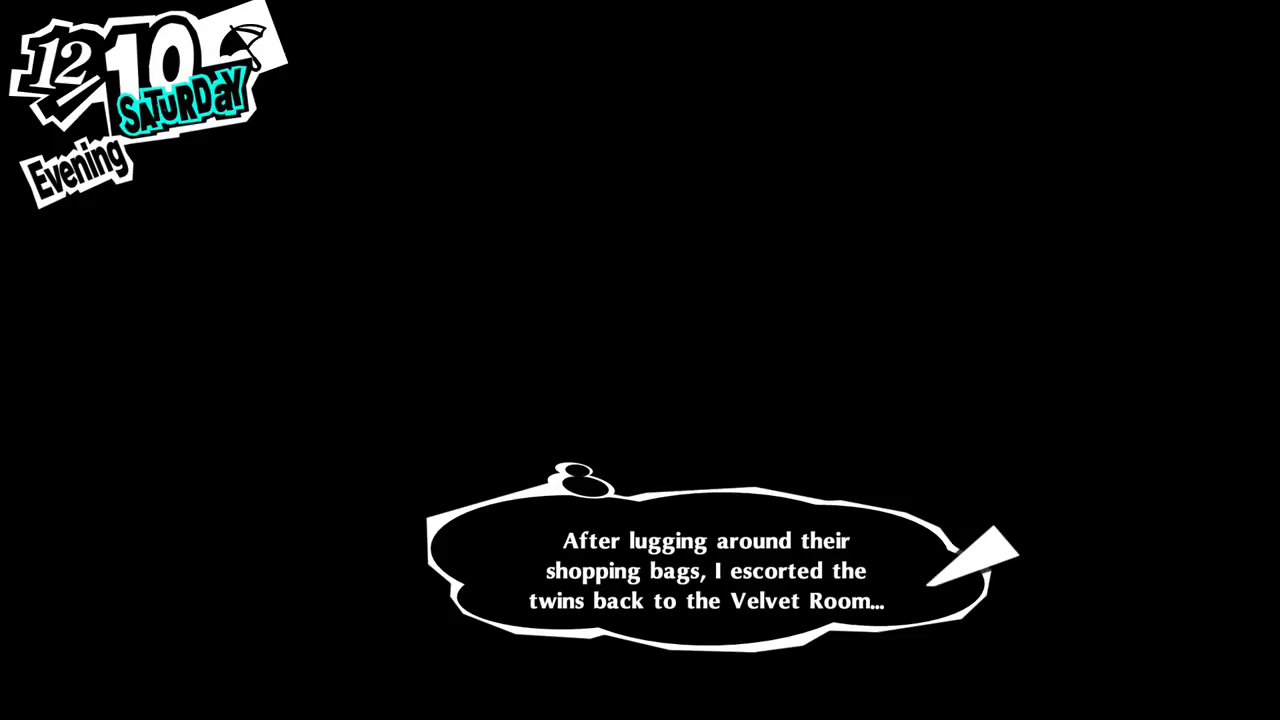 12 10
SATURDaY
Evening
After lugging around their
shopping bags, I escorted the
twins back to the Velvet Room...